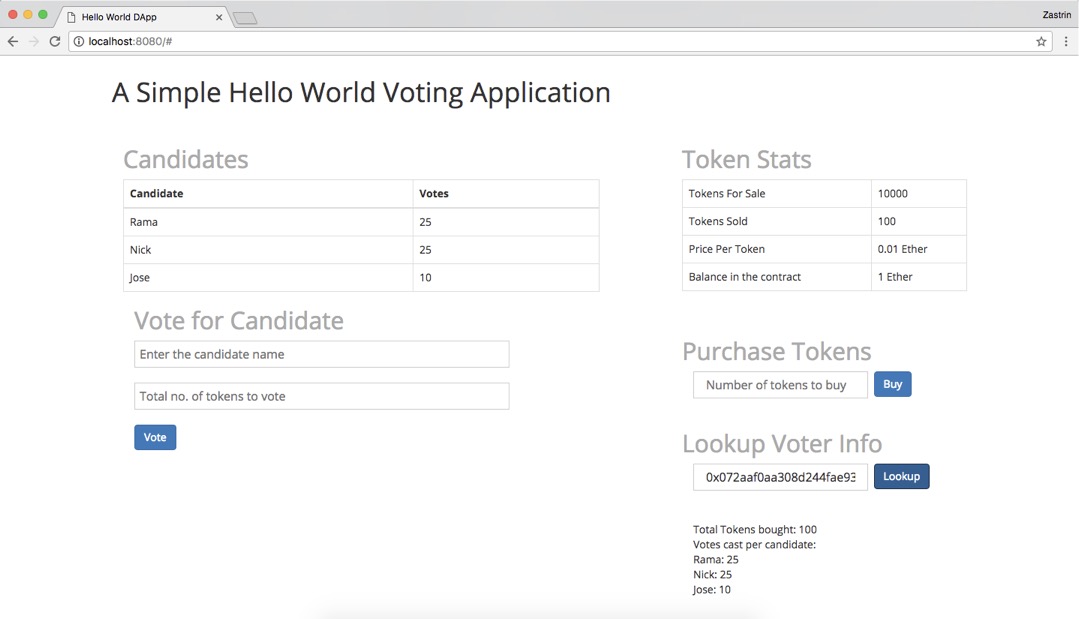 Hello World DApp
Zastrin
localhost:8080/#
A Simple Hello World Voting Application
Candidates
Candidate Votes
Rama 25
Nick 25
Jose 10
Vote for Candidate
Enter the candidate name
Total no. of tokens to vote
Vote
Token Stats
Tokens For Sale 10000
Tokens Sold 100
Price Per Token 0.01 Ether
Balance in the contract 1 Ether
Purchase Tokens
Number of tokens to buy Buy
Lookup Voter Info
0x072aaf0aa308d244fae93 Lookup
Total Tokens bought: 100
Votes cast per candidate:
Rama: 25
Nick: 25
Jose: 10